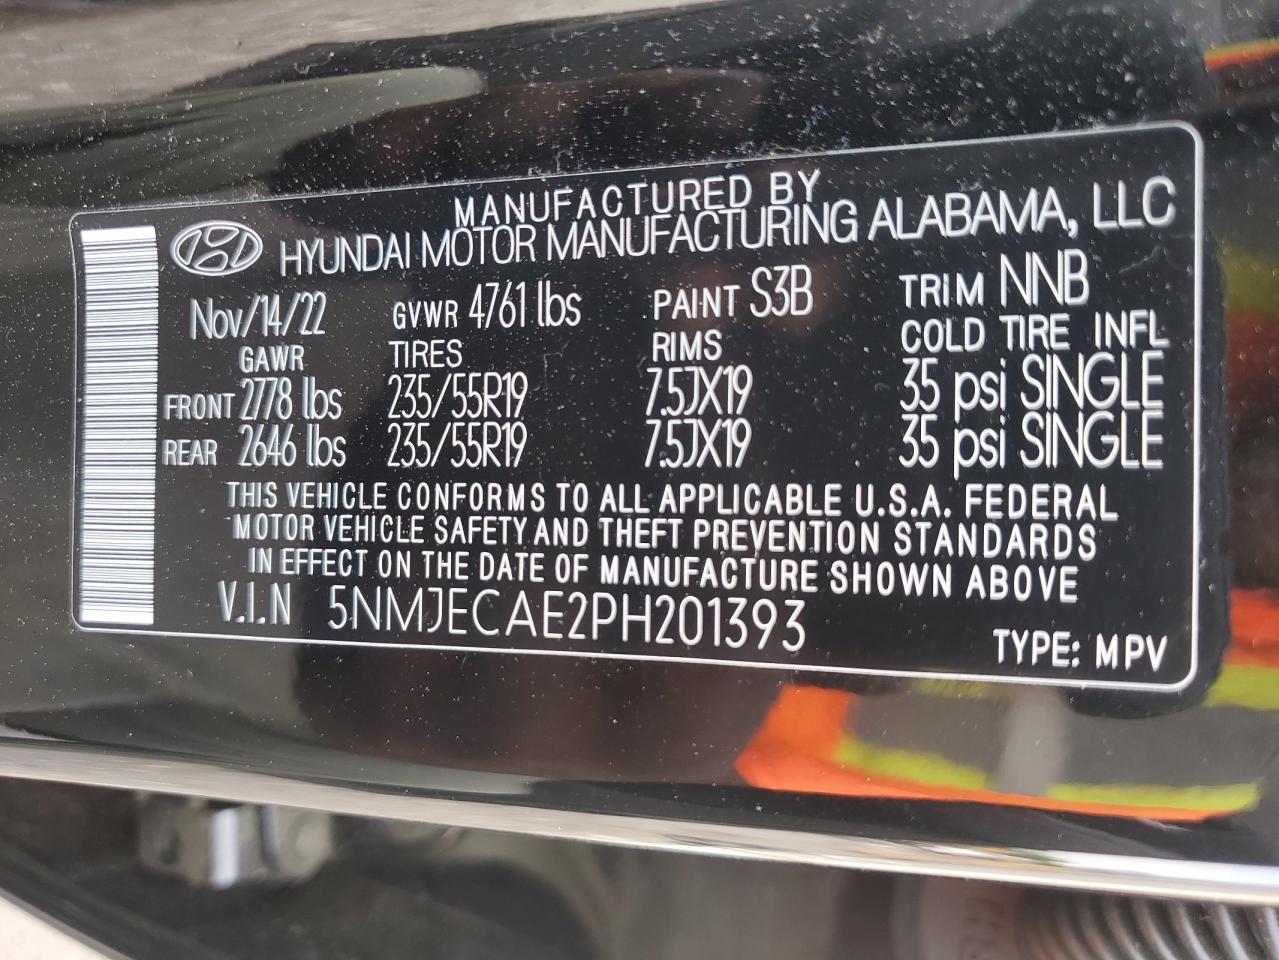 MANUFACTURED BY
HYUNDAI MOTOR MANUFACTURING ALABAMA, LLC
Nov/14/22 GVWR 4761 lbs PAINT S3B TRIM NNB
GAWR TIRES RIMS COLD TIRE INFL
FRONT 2778 lbs 235/55R19 7.5JX19 35 psi SINGLE
REAR 2646 lbs 235/55R19 7.5JX19 35 psi SINGLE
THIS VEHICLE CONFORMS TO ALL APPLICABLE U.S.A. FEDERAL
MOTOR VEHICLE SAFETY AND THEFT PREVENTION STANDARDS
IN EFFECT ON THE DATE OF MANUFACTURE SHOWN ABOVE
V.I.N 5NMJECAE2PH201393
TYPE: MPV